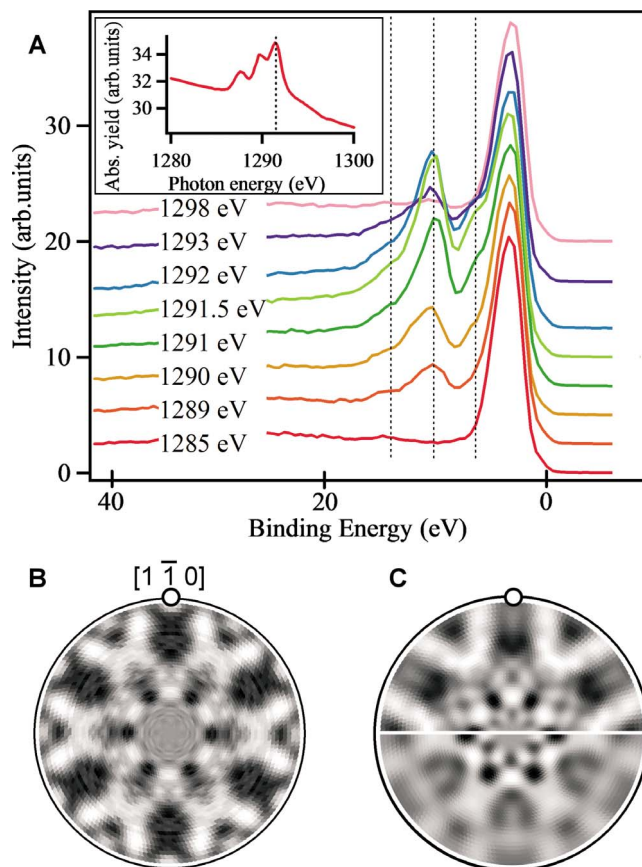 A
Abs. yield (arb.units)
34
32
30
1280
1290
1300
Photon energy (eV)
Intensity (arb.units)
30
20
10
0
1298 eV
1293 eV
1292 eV
1291.5 eV
1291 eV
1290 eV
1289 eV
1285 eV
40
20
0
Binding Energy (eV)
B
[1 1̅ 0]
C